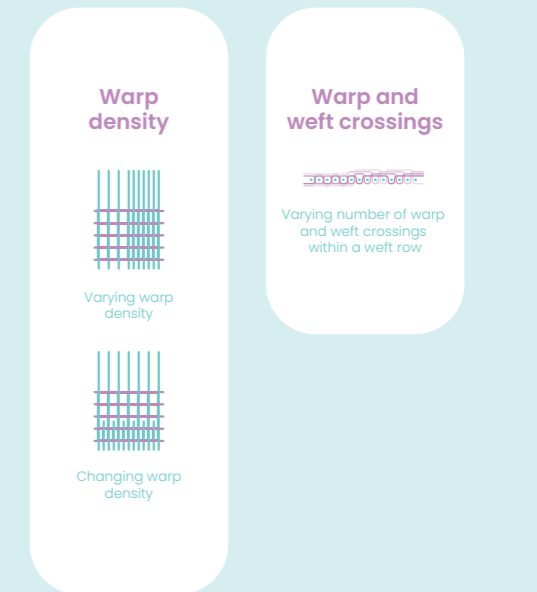 Warp
density
Varying warp
density
Changing warp
density
Warp and
weft crossings
Varying number of warp
and weft crossings
within a weft row